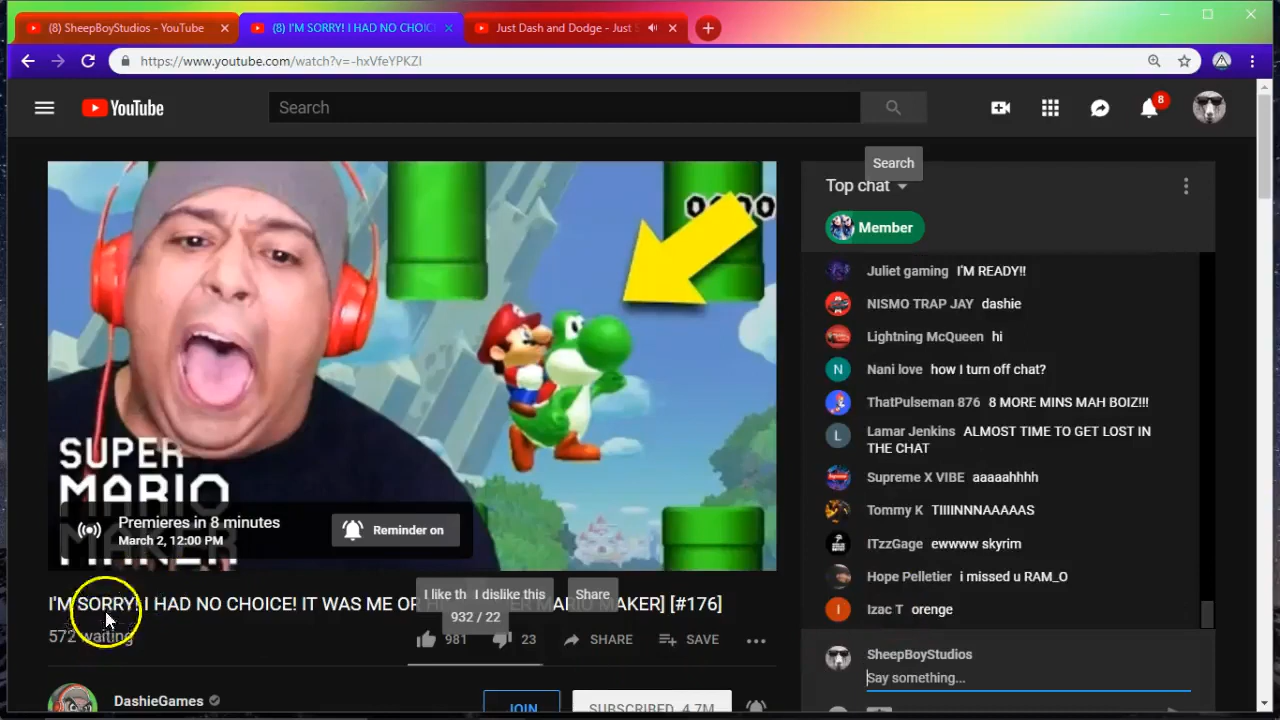 (8) SheepBoyStudios - YouTube
(8) I'M SORRY! I HAD NO CHOIC
Just Dash and Dodge - Just S
https://www.youtube.com/watch?v=-hxVfeYPKZI
YouTube
Search
8
Search
0000
SUPER
MARIO
MAKER
Premieres in 8 minutes
March 2, 12:00 PM
Reminder on
Top chat
Member
Juliet gaming I'M READY!!
NISMO TRAP JAY dashie
Lightning McQueen hi
N Nani love how I turn off chat?
ThatPulseman 876 8 MORE MINS MAH BOIZ!!!
L Lamar Jenkins ALMOST TIME TO GET LOST IN
THE CHAT
Supreme X VIBE aaaaahhhh
Tommy K TIIIINNNAAAAS
ITzzGage ewwww skyrim
Hope Pelletier i missed u RAM_O
I Izac T orenge
SheepBoyStudios
Say something...
I like th
I dislike this
Share
I'M SORRY! I HAD NO CHOICE! IT WAS ME OR MARIO MAKER] [#176]
932 / 22
572 waiting
981
23
SHARE
SAVE
DashieGames
JOIN
SUBSCRIBED 4.7M